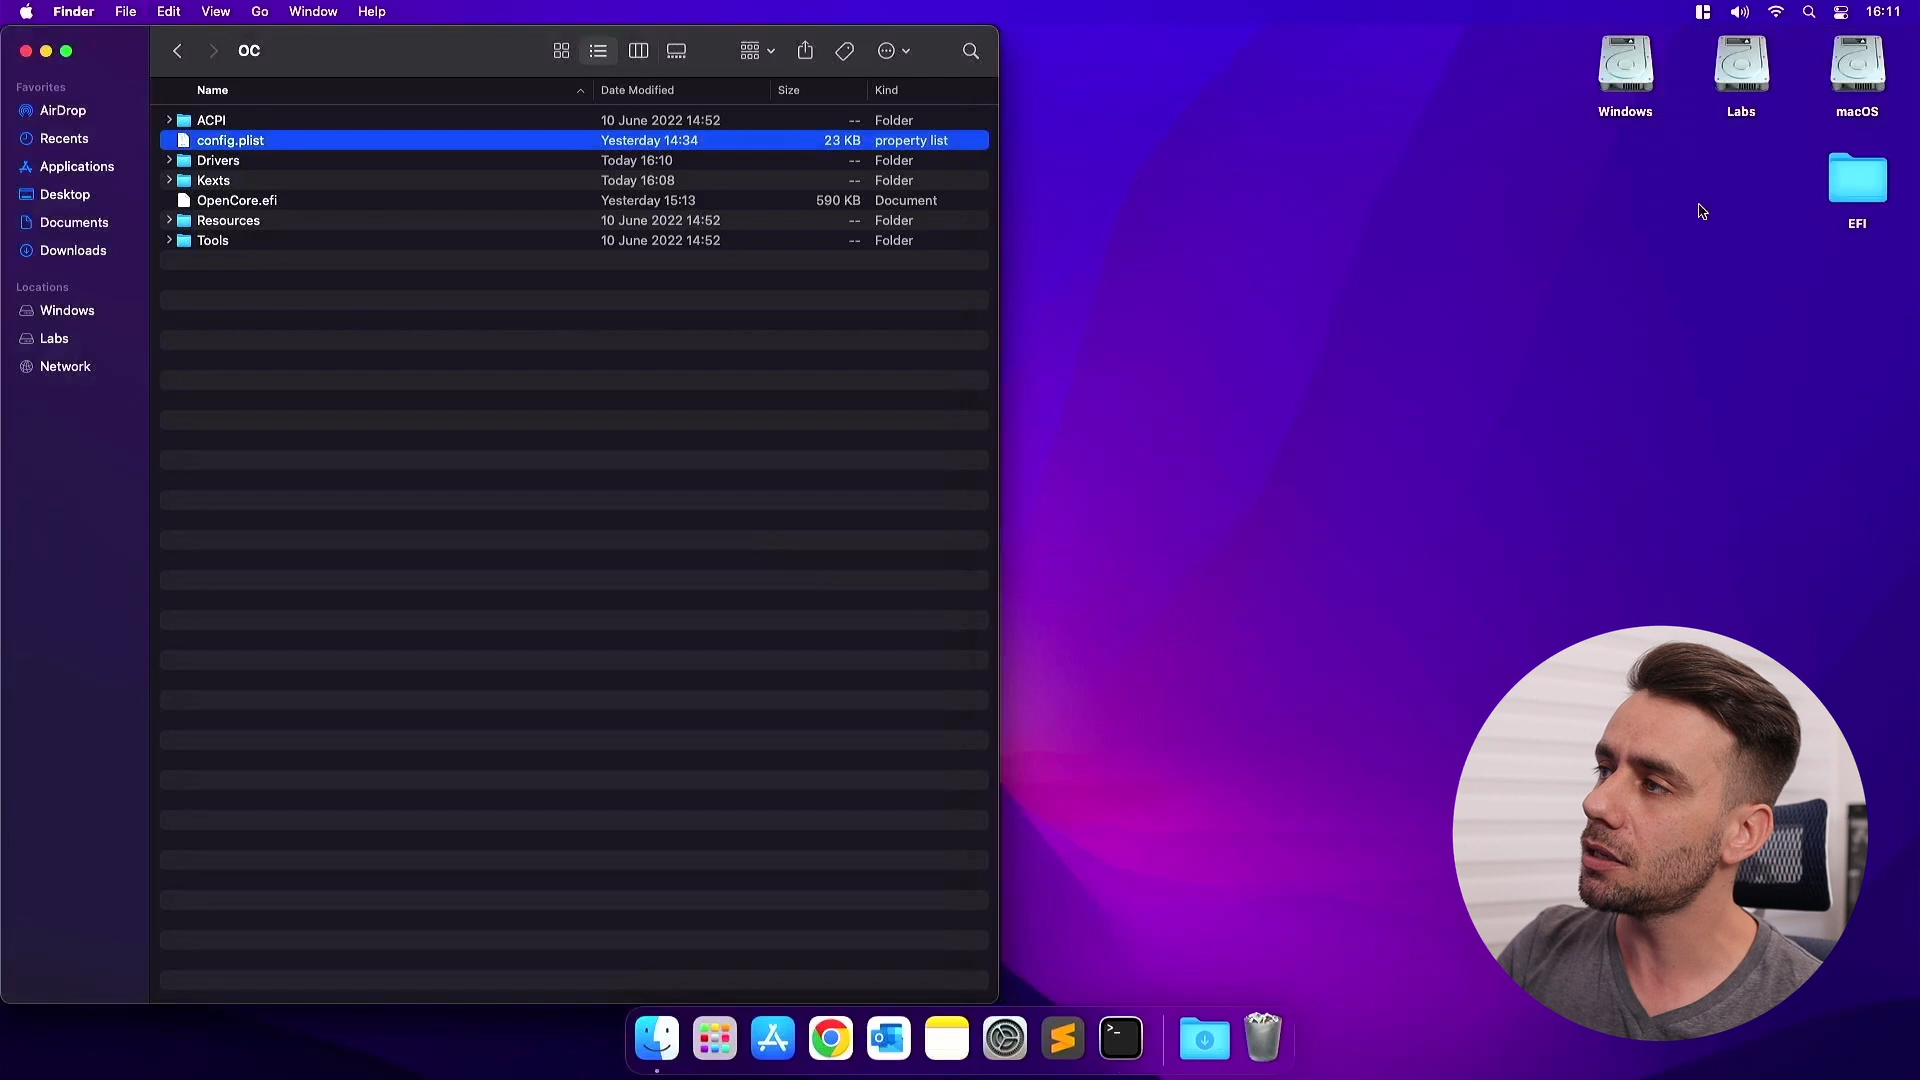 Finder File Edit View Go Window Help 16:11
OC
Favorites
AirDrop
Recents
Applications
Desktop
Documents
Downloads
Locations
Windows
Labs
Network
Name Date Modified Size Kind
ACPI 10 June 2022 14:52 -- Folder
config.plist Yesterday 14:34 23 KB property list
Drivers Today 16:10 -- Folder
Kexts Today 16:08 -- Folder
OpenCore.efi Yesterday 15:13 590 KB Document
Resources 10 June 2022 14:52 -- Folder
Tools 10 June 2022 14:52 -- Folder
Windows Labs macOS
EFI
>_